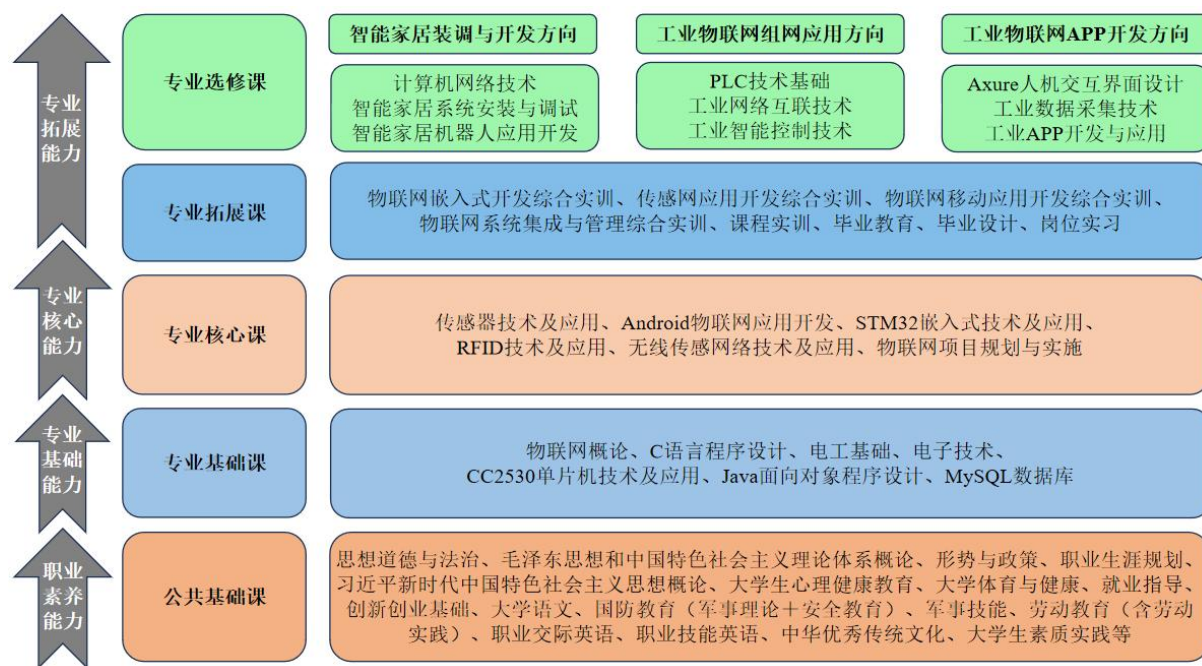 专业
拓展
能力
专业选修课
智能家居装调与开发方向
计算机网络技术
智能家居系统安装与调试
智能家居机器人应用开发
工业物联网组网应用方向
PLC技术基础
工业网络互联技术
工业智能控制技术
工业物联网APP开发方向
Axure人机交互界面设计
工业数据采集技术
工业APP开发与应用
专业拓展课
物联网嵌入式开发综合实训、传感网应用开发综合实训、物联网移动应用开发综合实训、
物联网系统集成与管理综合实训、课程实训、毕业教育、毕业设计、岗位实习
专业
核心
能力
专业核心课
传感器技术及应用、Android物联网应用开发、STM32嵌入式技术及应用、
RFID技术及应用、无线传感网络技术及应用、物联网项目规划与实施
专业
基础
能力
专业基础课
物联网概论、C语言程序设计、电工基础、电子技术、
CC2530单片机技术及应用、Java面向对象程序设计、MySQL数据库
职业
素养
能力
公共基础课
思想道德与法治、毛泽东思想和中国特色社会主义理论体系概论、形势与政策、职业生涯规划、
习近平新时代中国特色社会主义思想概论、大学生心理健康教育、大学体育与健康、就业指导、
创新创业基础、大学语文、国防教育（军事理论＋安全教育）、军事技能、劳动教育（含劳动
实践）、职业交际英语、职业技能英语、中华优秀传统文化、大学生素质实践等